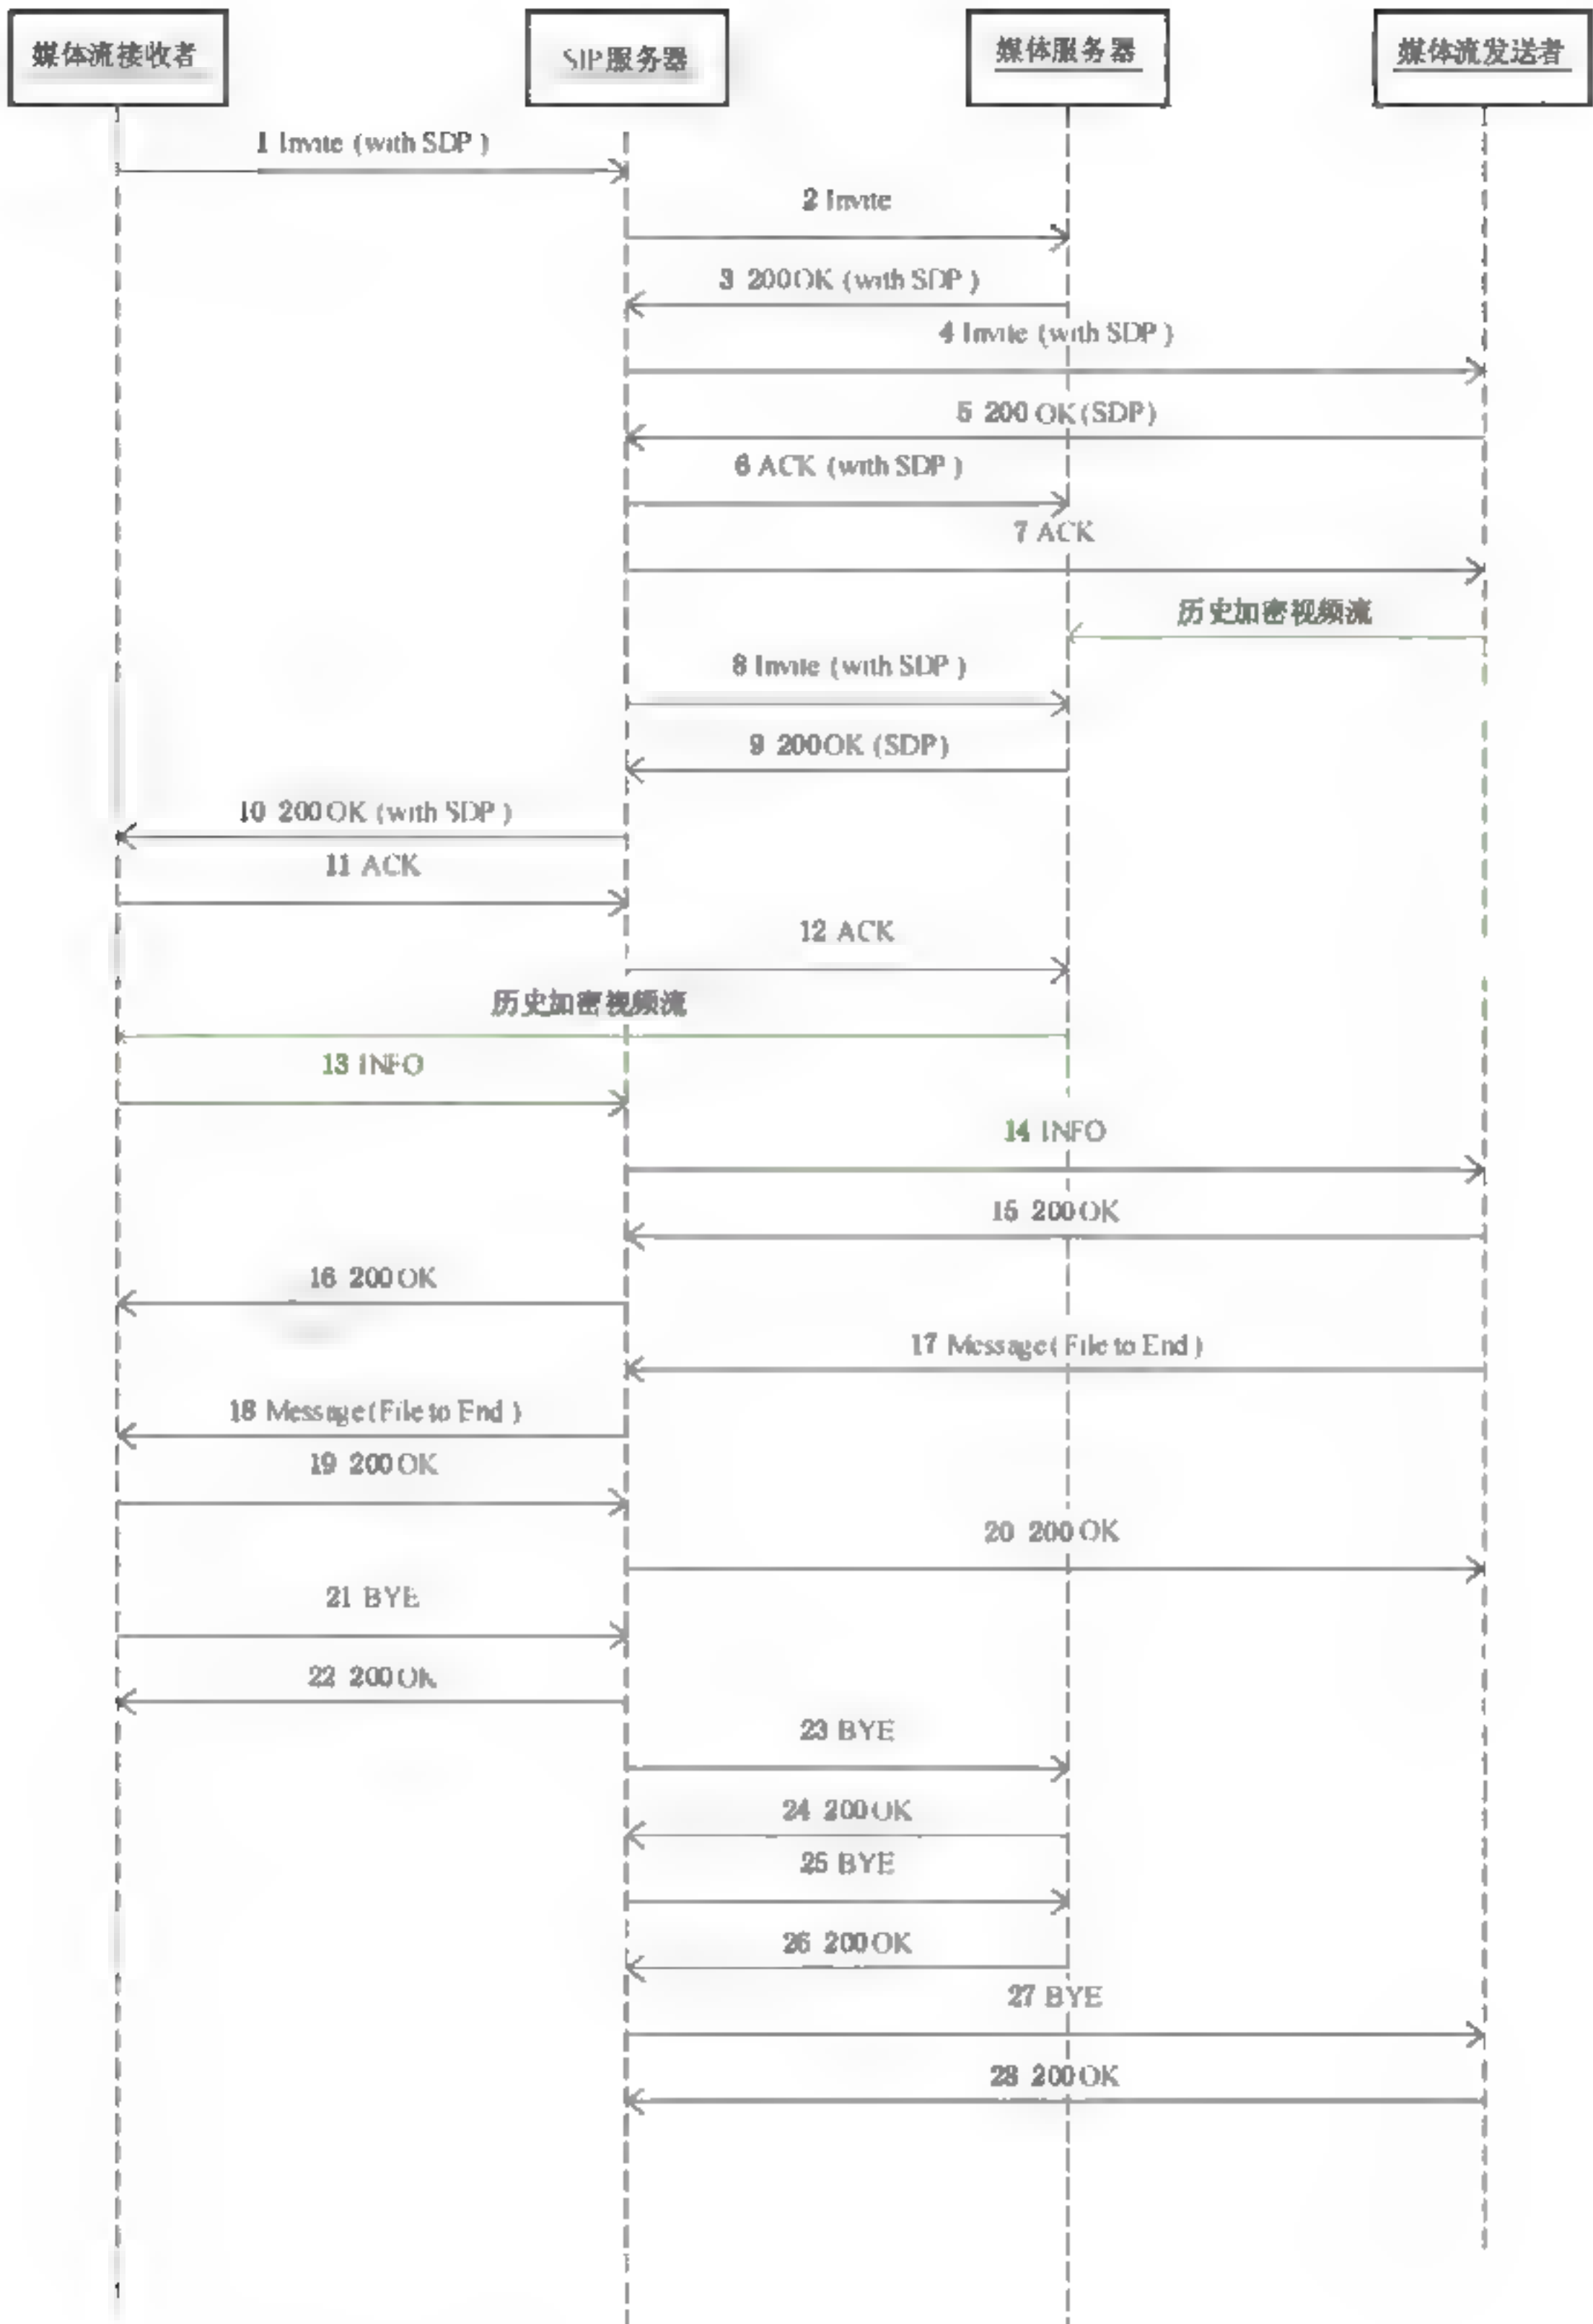 媒体流接收者
SIP服务器
媒体服务器
媒体流发送者
1 Invite (with SDP )
2 Invite
3 200OK (with SDP )
4 Invite (with SDP )
5 200 OK(SDP)
6 ACK (with SDP )
7 ACK
历史加密视频流
8 Invite (with SDP )
9 200OK (SDP)
10 200OK (with SDP )
11 ACK
12 ACK
历史加密视频流
13 INFO
14 INFO
15 200OK
16 200OK
17 Message(File to End )
18 Message(File to End )
19 200OK
20 200OK
21 BYE
22 200OK
23 BYE
24 200OK
25 BYE
26 200OK
27 BYE
28 200OK